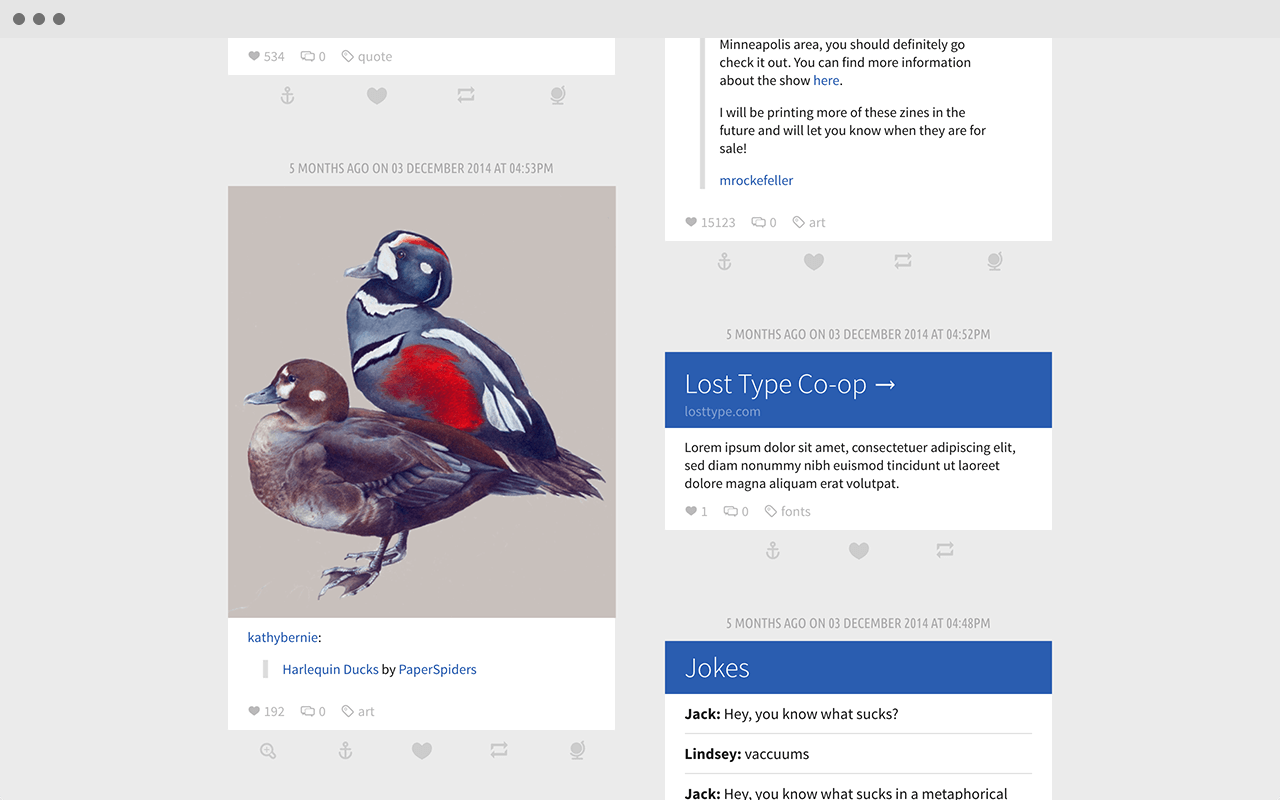 534 0 quote
5 MONTHS AGO ON 03 DECEMBER 2014 AT 04:53PM
kathybernie:
Harlequin Ducks by PaperSpiders
192 0 art
Minneapolis area, you should definitely go
check it out. You can find more information
about the show here.
I will be printing more of these zines in the
future and will let you know when they are for
sale!
mrockefeller
15123 0 art
5 MONTHS AGO ON 03 DECEMBER 2014 AT 04:52PM
Lost Type Co-op →
losttype.com
Lorem ipsum dolor sit amet, consectetuer adipiscing elit,
sed diam nonummy nibh euismod tincidunt ut laoreet
dolore magna aliquam erat volutpat.
1 0 fonts
5 MONTHS AGO ON 03 DECEMBER 2014 AT 04:48PM
Jokes
Jack: Hey, you know what sucks?
Lindsey: vaccuums
Jack: Hey, you know what sucks in a metaphorical